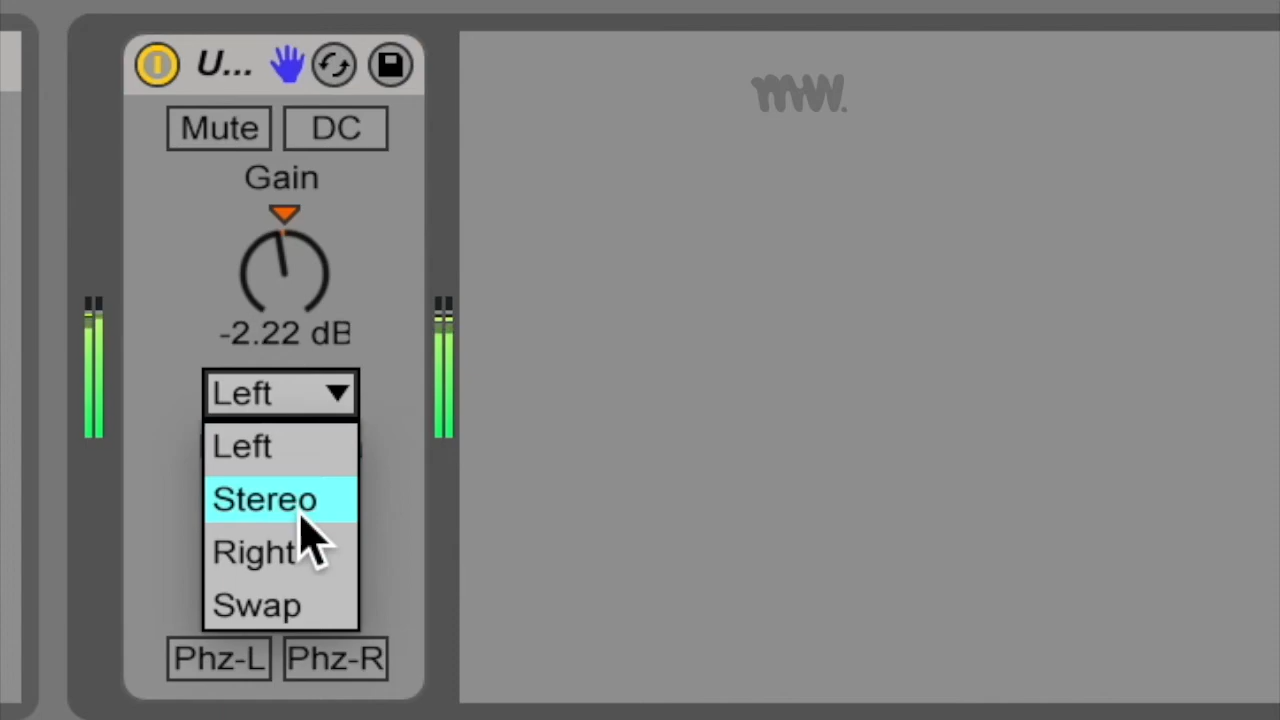 U...
Mute DC
Gain
-2.22 dB
Left
Left
Stereo
Right
Swap
Phz-L Phz-R
mw.